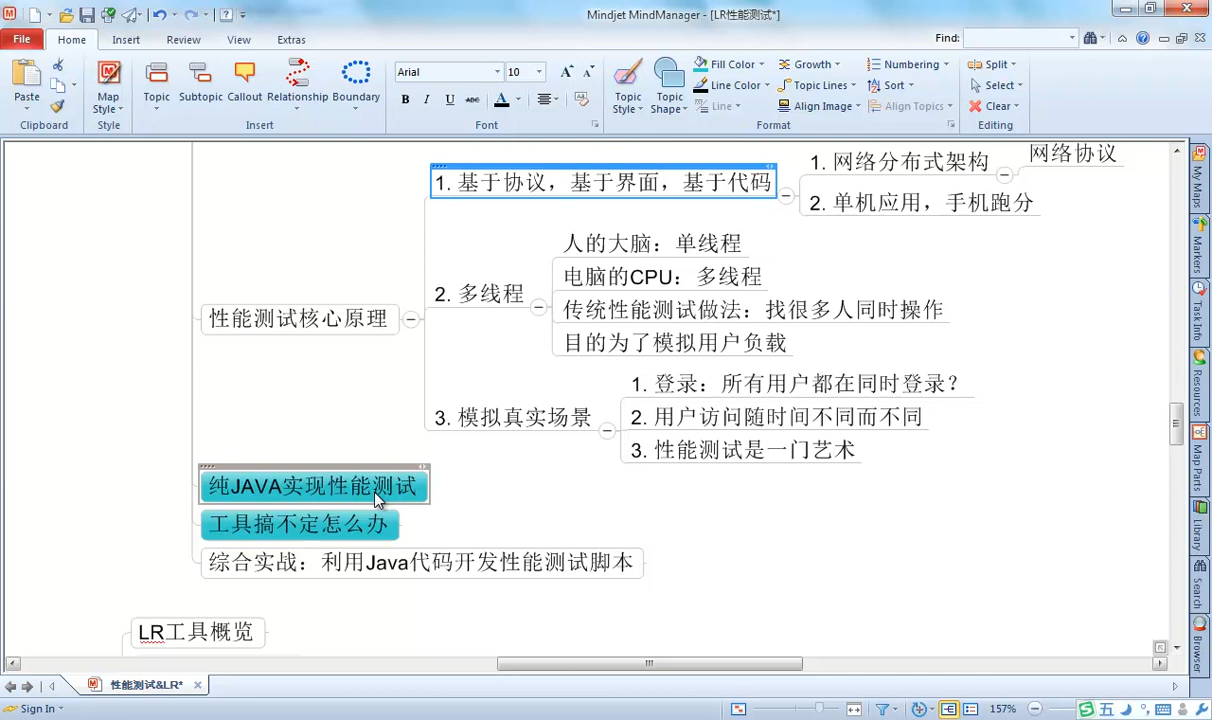 Mindjet MindManager - [LR性能测试*]
File
Home
Insert
Review
View
Extras
Find:
Paste
Map Style
Topic
Subtopic
Callout
Relationship
Boundary
Arial
10
B I U abc A
Topic Style
Topic Shape
Fill Color
Line Color
Line
Growth
Topic Lines
Align Image
Numbering
Sort
Align Topics
Split
Select
Clear
Clipboard
Style
Insert
Font
Format
Editing
1. 基于协议，基于界面，基于代码
1. 网络分布式架构
网络协议
2. 单机应用，手机跑分
性能测试核心原理
2. 多线程
人的大脑：单线程
电脑的CPU：多线程
传统性能测试做法：找很多人同时操作
目的为了模拟用户负载
3. 模拟真实场景
1. 登录：所有用户都在同时登录？
2. 用户访问随时间不同而不同
3. 性能测试是一门艺术
纯JAVA实现性能测试
工具搞不定怎么办
综合实战：利用Java代码开发性能测试脚本
LR工具概览
My Maps
Markers
Task Info
Resources
Map Parts
Library
Search
Browser
性能测试&LR*
Sign In
157%
五